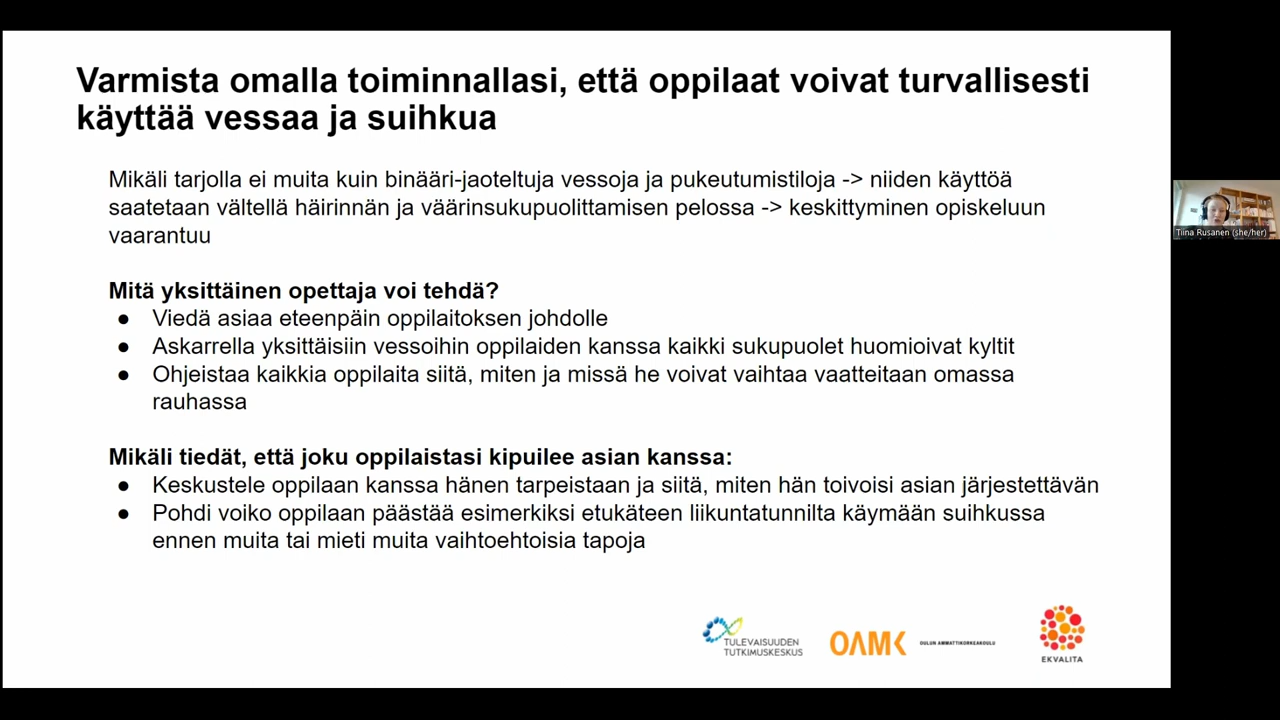 Varmista omalla toiminnallasi, että oppilaat voivat turvallisesti
käyttää vessaa ja suihkua
Mikäli tarjolla ei muita kuin binääri-jaoteltuja vessoja ja pukeutumistiloja -> niiden käyttöä
saatetaan vältellä häirinnän ja väärinsukupuolittamisen pelossa -> keskittyminen opiskeluun
vaarantuu
Mitä yksittäinen opettaja voi tehdä?
● Viedä asiaa eteenpäin oppilaitoksen johdolle
● Askarrella yksittäisiin vessoihin oppilaiden kanssa kaikki sukupuolet huomioivat kyltit
● Ohjeistaa kaikkia oppilaita siitä, miten ja missä he voivat vaihtaa vaatteitaan omassa
rauhassa
Mikäli tiedät, että joku oppilaistasi kipuilee asian kanssa:
● Keskustele oppilaan kanssa hänen tarpeistaan ja siitä, miten hän toivoisi asian järjestettävän
● Pohdi voiko oppilaan päästää esimerkiksi etukäteen liikuntatunnilta käymään suihkussa
ennen muita tai mieti muita vaihtoehtoisia tapoja
TULEVAISUUDEN
TUTKIMUSKESKUS
OAMK
OULUN AMMATTIKORKEAKOULU
EKVALITA
Tiina Rusanen (she/her)